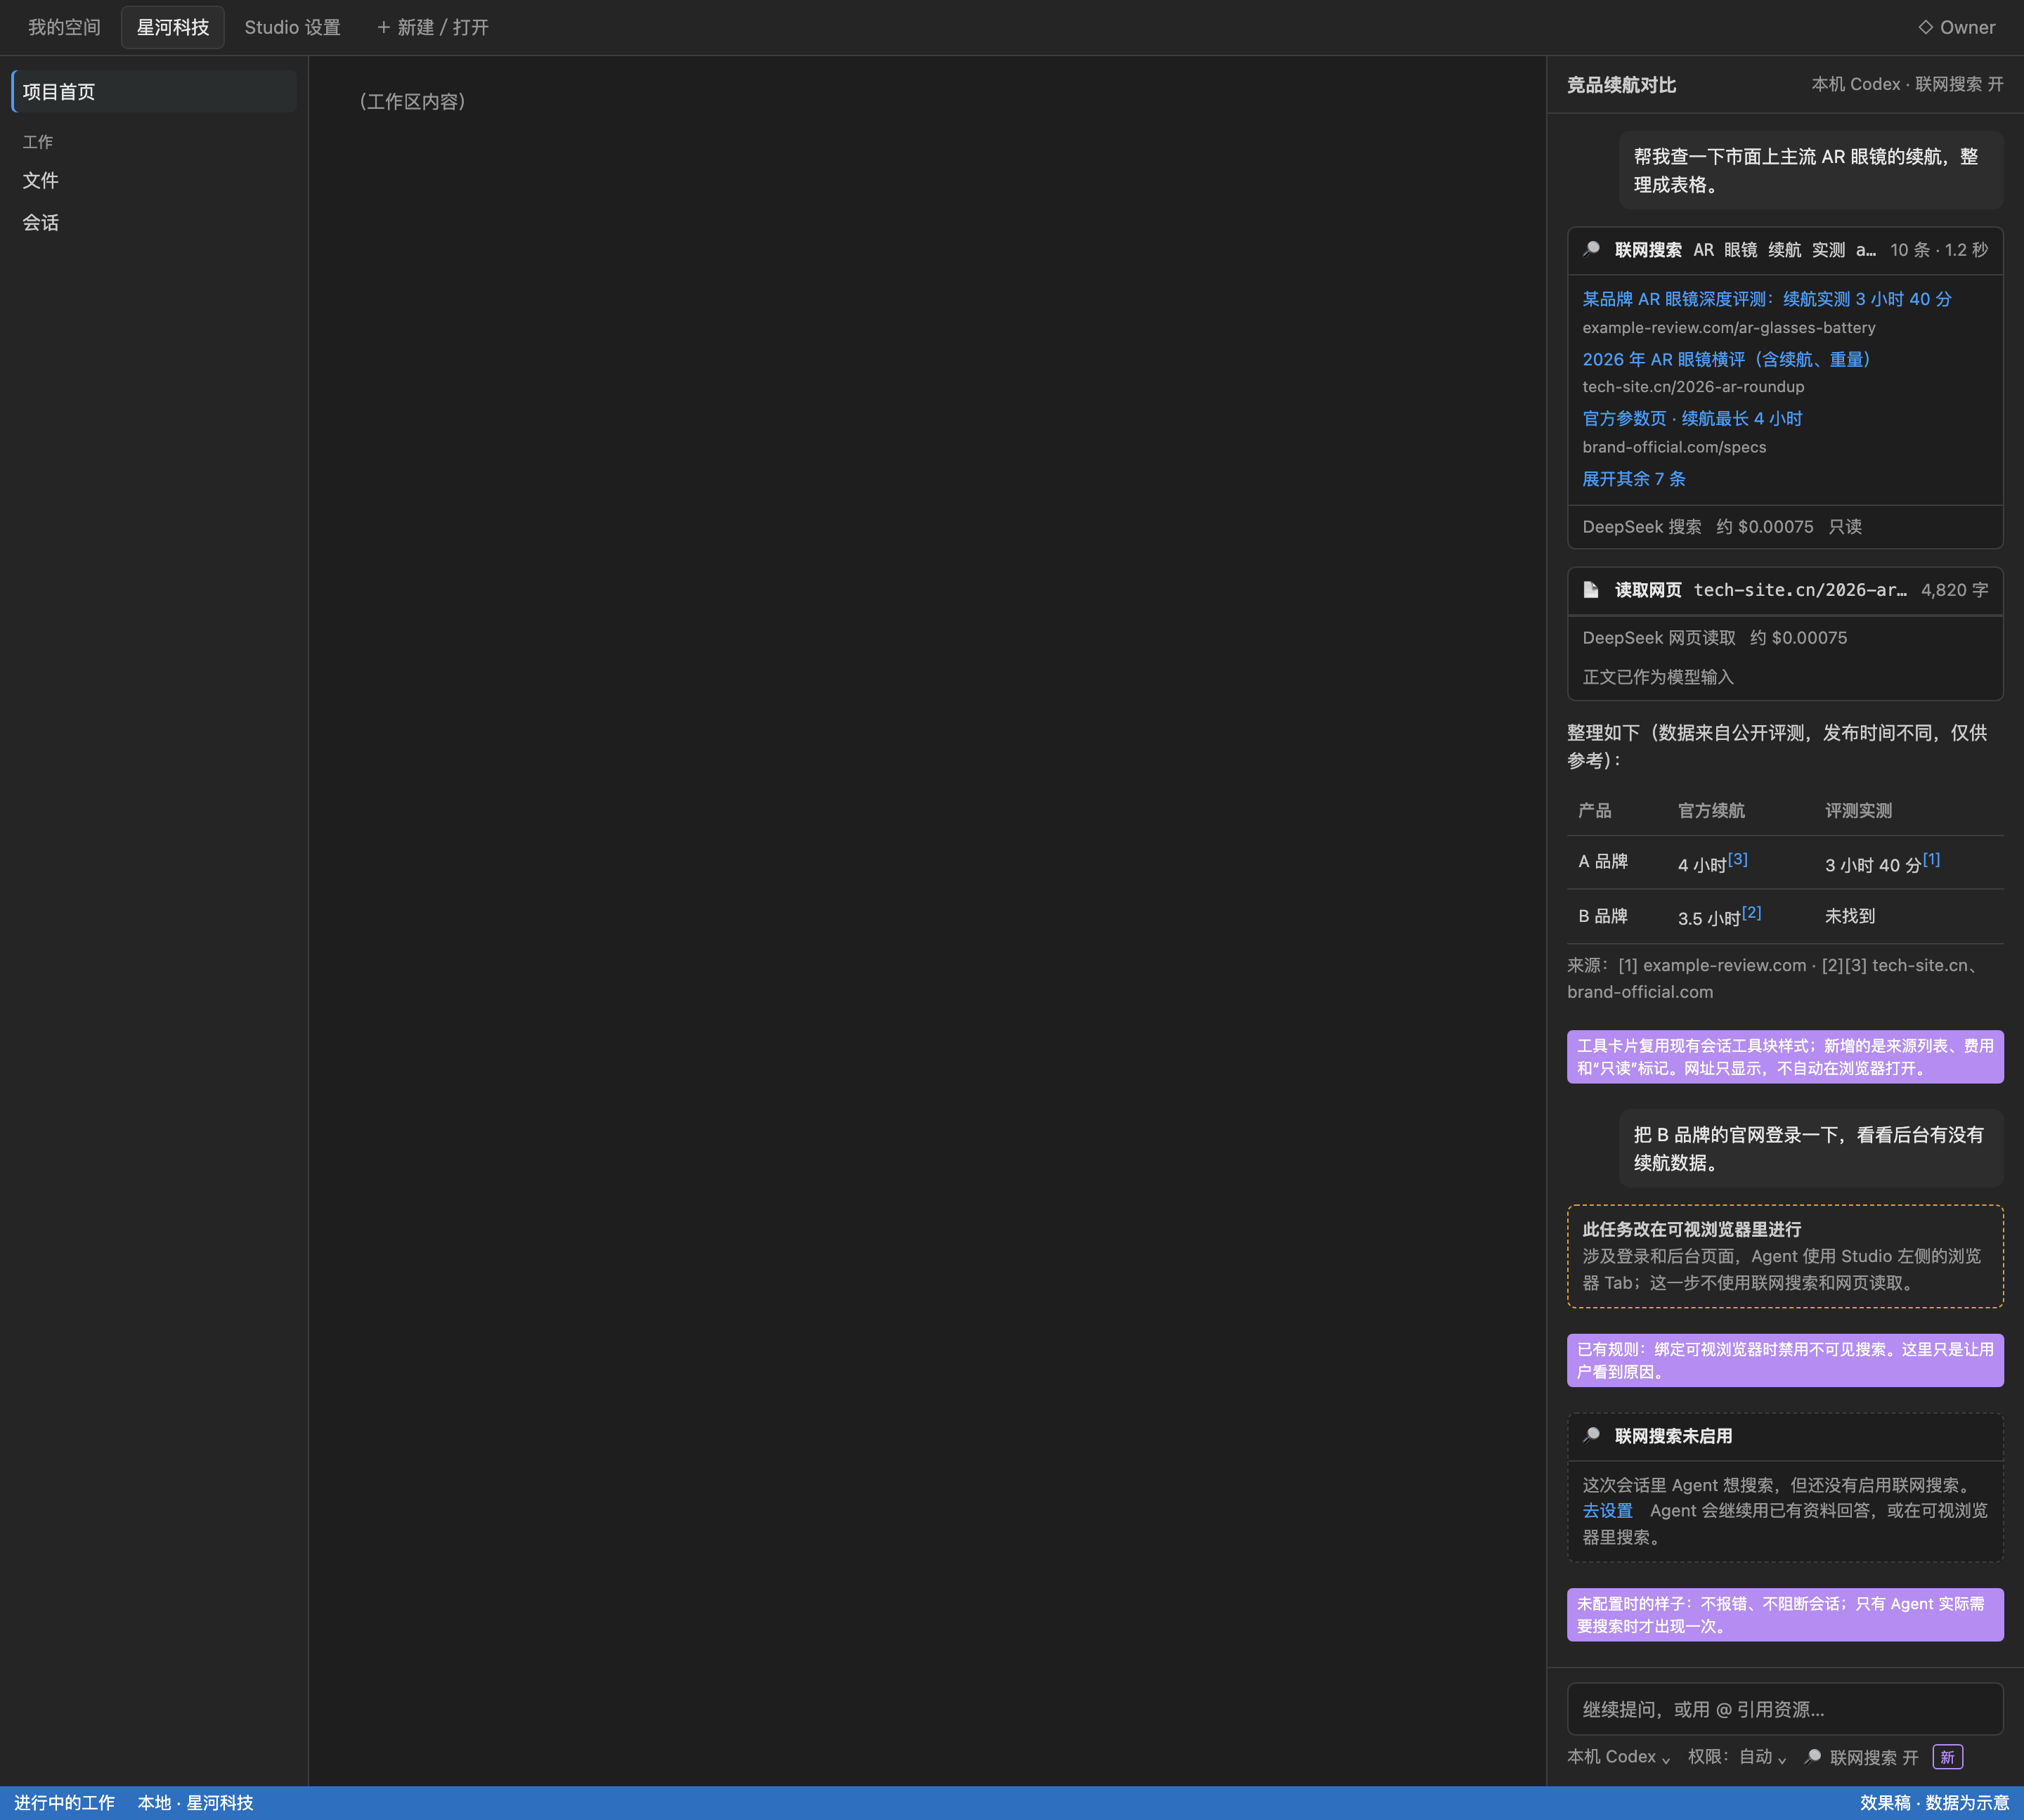 我的空间 星河科技 Studio 设置 + 新建 / 打开 ◇ Owner
项目首页
工作
文件
会话
(工作区内容)
竞品续航对比 本机 Codex · 联网搜索 开
帮我查一下市面上主流 AR 眼镜的续航，整
理成表格。
联网搜索 AR 眼镜 续航 实测 a… 10 条 · 1.2 秒
某品牌 AR 眼镜深度评测：续航实测 3 小时 40 分
example-review.com/ar-glasses-battery
2026 年 AR 眼镜横评（含续航、重量）
tech-site.cn/2026-ar-roundup
官方参数页 · 续航最长 4 小时
brand-official.com/specs
展开其余 7 条
DeepSeek 搜索 约 $0.00075 只读
读取网页 tech-site.cn/2026-ar… 4,820 字
DeepSeek 网页读取 约 $0.00075
正文已作为模型输入
整理如下（数据来自公开评测，发布时间不同，仅供
参考）：
产品 官方续航 评测实测
A 品牌 4 小时[3] 3 小时 40 分[1]
B 品牌 3.5 小时[2] 未找到
来源：[1] example-review.com · [2][3] tech-site.cn、
brand-official.com
工具卡片复用现有会话工具块样式；新增的是来源列表、费用
和“只读”标记。网址只显示，不自动在浏览器打开。
把 B 品牌的官网登录一下，看看后台有没有
续航数据。
此任务改在可视浏览器里进行
涉及登录和后台页面，Agent 使用 Studio 左侧的浏览
器 Tab；这一步不使用联网搜索和网页读取。
已有规则：绑定可视浏览器时禁用不可见搜索。这里只是让用
户看到原因。
联网搜索未启用
这次会话里 Agent 想搜索，但还没有启用联网搜索。
去设置 Agent 会继续用已有资料回答，或在可视浏览
器里搜索。
未配置时的样子：不报错、不阻断会话；只有 Agent 实际需
要搜索时才出现一次。
继续提问，或用 @ 引用资源…
本机 Codex ⌄ 权限：自动 ⌄ 联网搜索 开 新
进行中的工作 本地 · 星河科技 效果稿 · 数据为示意